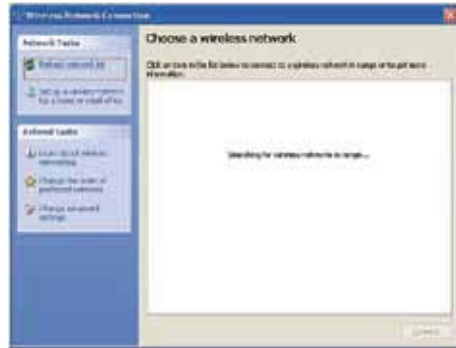 Wireless Network Connection
Network Tasks
Refresh network list
Set up a wireless network
for a home or small office
Related Tasks
Learn about wireless
networking
Change the order of
preferred networks
Change advanced
settings
Choose a wireless network
Click an item in the list below to connect to a wireless network in range or to get more
information.
Searching for wireless networks in range...
Connect